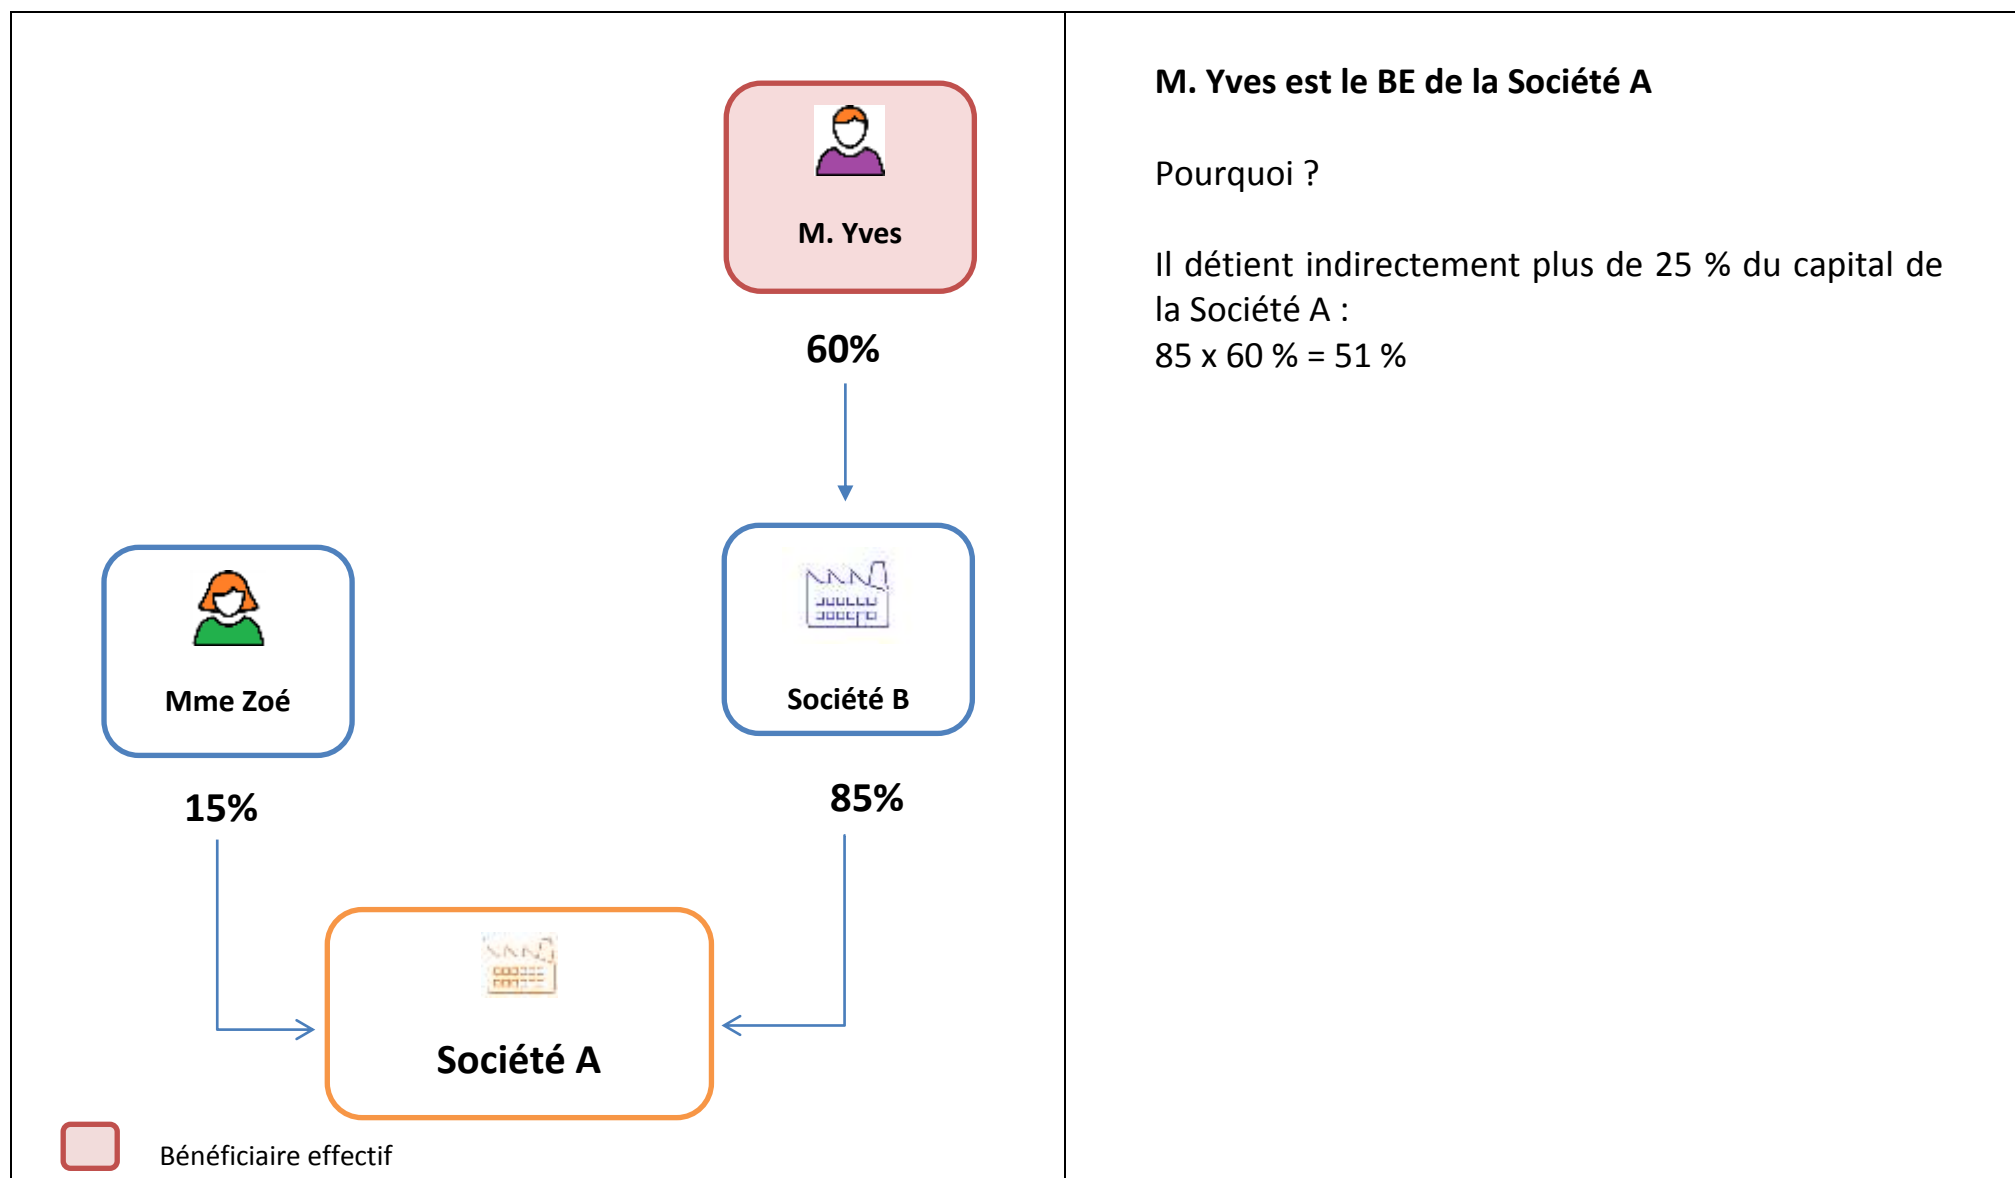 M. Yves
60%
Mme Zoé
Société B
15%
85%
Société A
Bénéficiaire effectif
M. Yves est le BE de la Société A
Pourquoi ?
Il détient indirectement plus de 25 % du capital de
la Société A :
85 x 60 % = 51 %